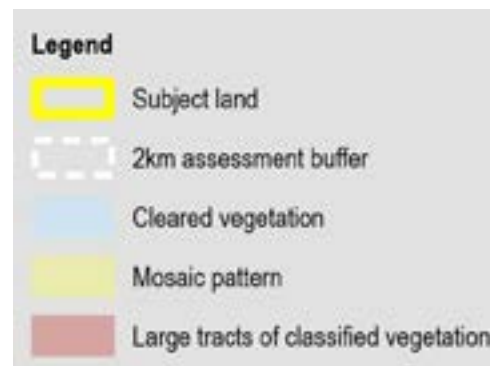 Legend
Subject land
2km assessment buffer
Cleared vegetation
Mosaic pattern
Large tracts of classified vegetation